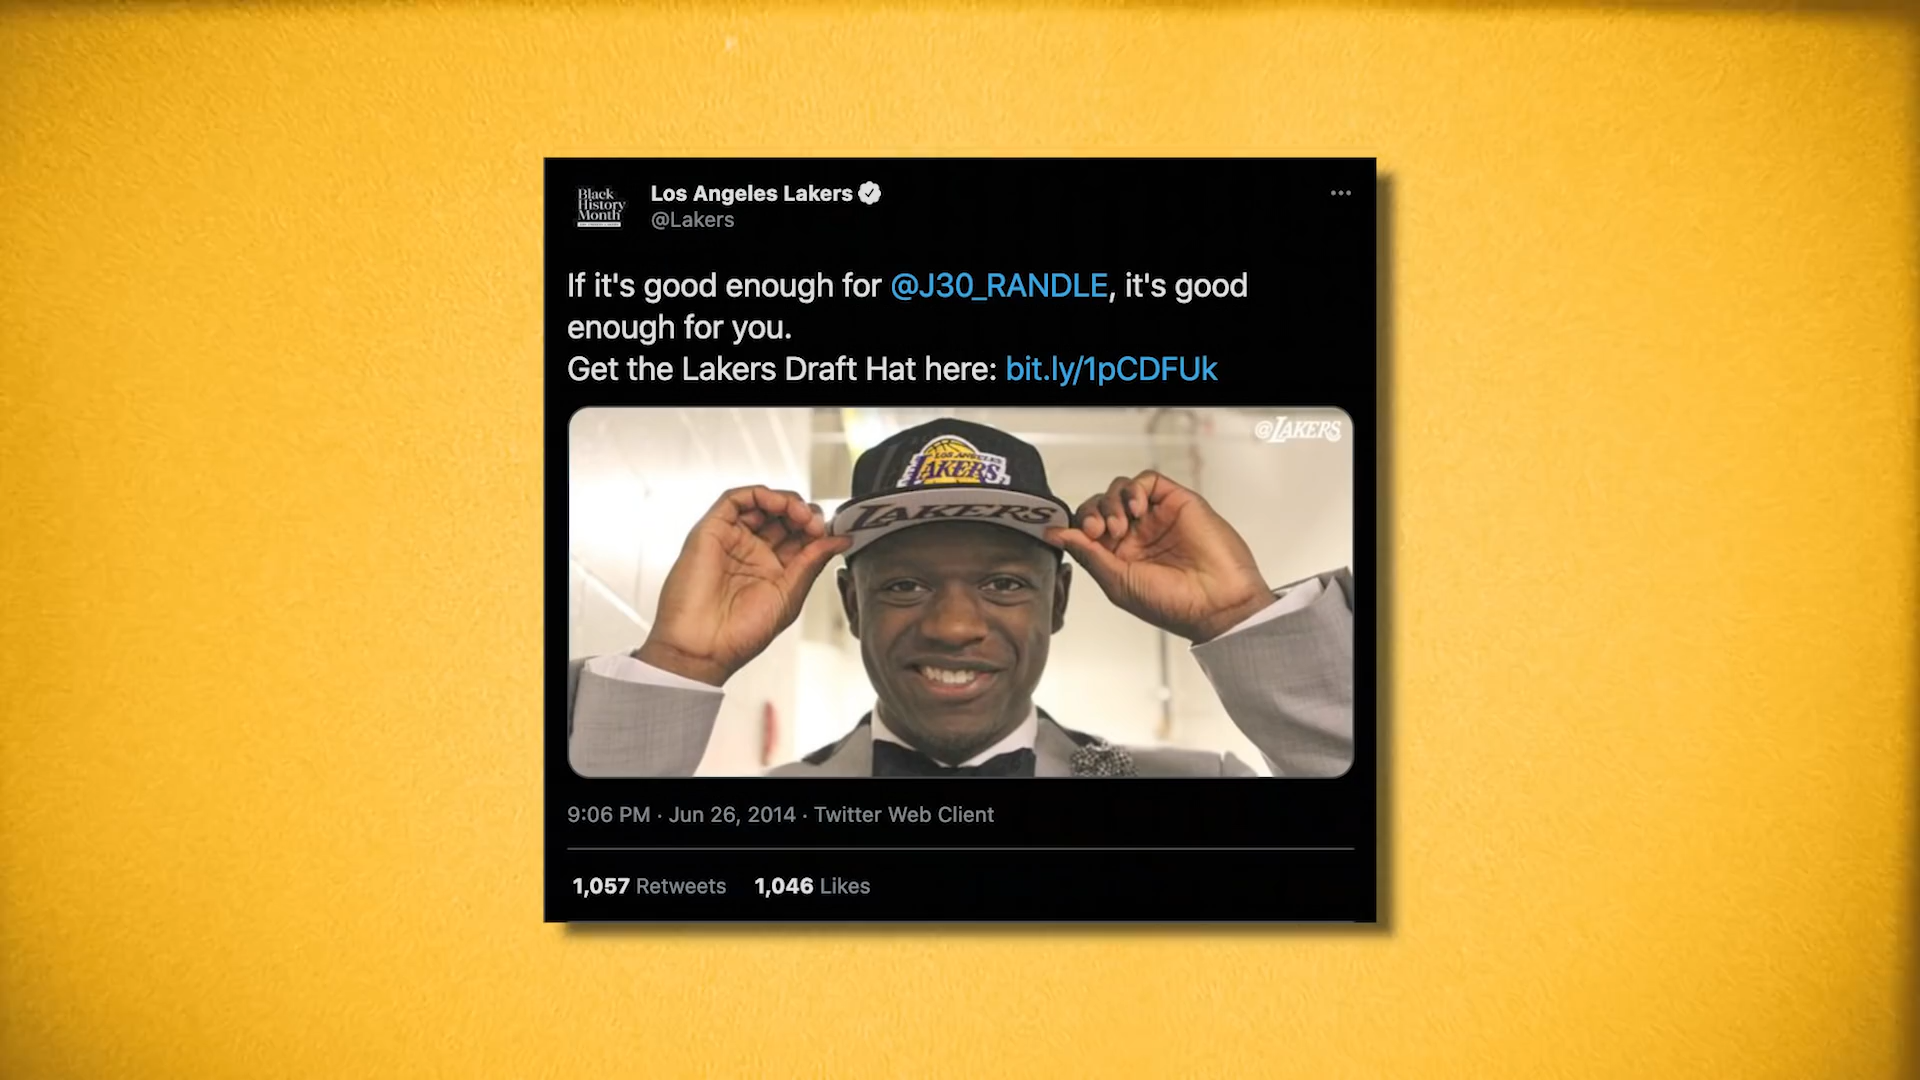 Black
History
Month
Los Angeles Lakers
@Lakers
If it's good enough for @J30_RANDLE, it's good
enough for you.
Get the Lakers Draft Hat here: bit.ly/1pCDFUk
@LAKERS
LOS ANGELES
LAKERS
LAKERS
9:06 PM · Jun 26, 2014 · Twitter Web Client
1,057 Retweets 1,046 Likes